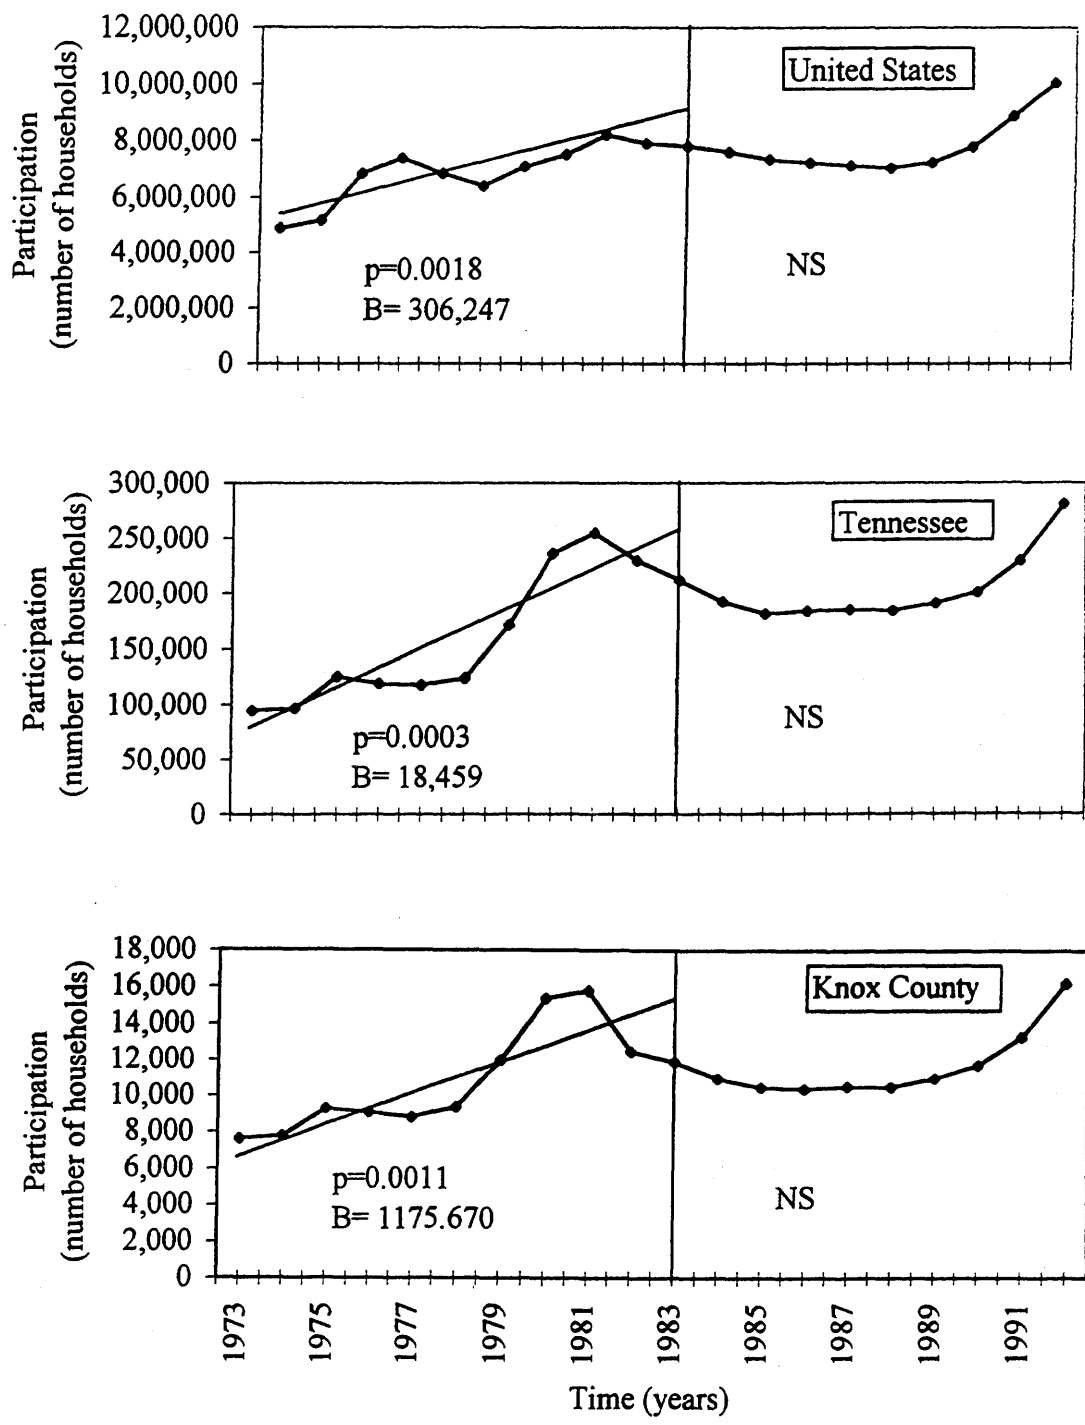 12,000,000
10,000,000
8,000,000
6,000,000
4,000,000
2,000,000
0
Participation
(number of households)
United States
p=0.0018
B= 306,247
NS
300,000
250,000
200,000
150,000
100,000
50,000
0
Participation
(number of households)
Tennessee
p=0.0003
B= 18,459
NS
18,000
16,000
14,000
12,000
10,000
8,000
6,000
4,000
2,000
0
Participation
(number of households)
Knox County
p=0.0011
B= 1175.670
NS
1973
1975
1977
1979
1981
1983
1985
1987
1989
1991
Time (years)